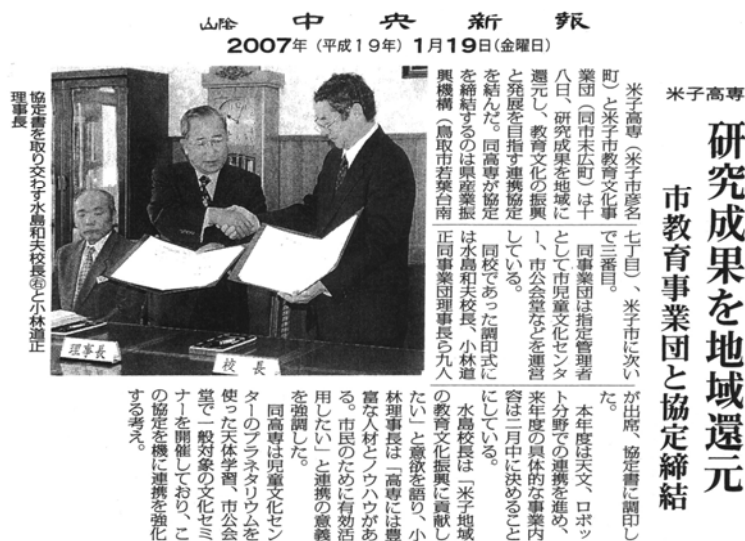 山陰 中央新報
2007年（平成19年）1月19日(金曜日)
米子高専
研究成果を地域還元
市教育事業団と協定締結
米子高専（米子市彦名
町）と米子市教育文化事
業団（同市末広町）は十
八日、研究成果を地域に
還元し、教育文化の振興
と発展を目指す連携協定
を結んだ。同高専が協定
を締結するのは県産業振
興機構（鳥取市若葉台南
七丁目）、米子市に次い
で三番目。
同事業団は指定管理者
として市児童文化センタ
ー、市公会堂などを運営
している。
同校であった調印式に
は水島和夫校長、小林道
正同事業団理事長ら九人
が出席、協定書に調印し
た。
本年度は天文、ロボッ
ト分野での連携を進め、
来年度の具体的な事業内
容は二月中に決めること
にしている。
水島校長は「米子地域
の教育文化振興に貢献し
たい」と意欲を語り、小
林理事長は「高専には豊
富な人材とノウハウがあ
る。市民のために有効活
用したい」と連携の意義
を強調した。
同高専は児童文化セン
ターのプラネタリウムを
使った天体学習、市公会
堂で一般対象の文化セミ
ナーを開催しており、こ
の協定を機に連携を強化
する考え。
協定書を取り交わす水島和夫校長㊨と小林道正
理事長
理事長
校長